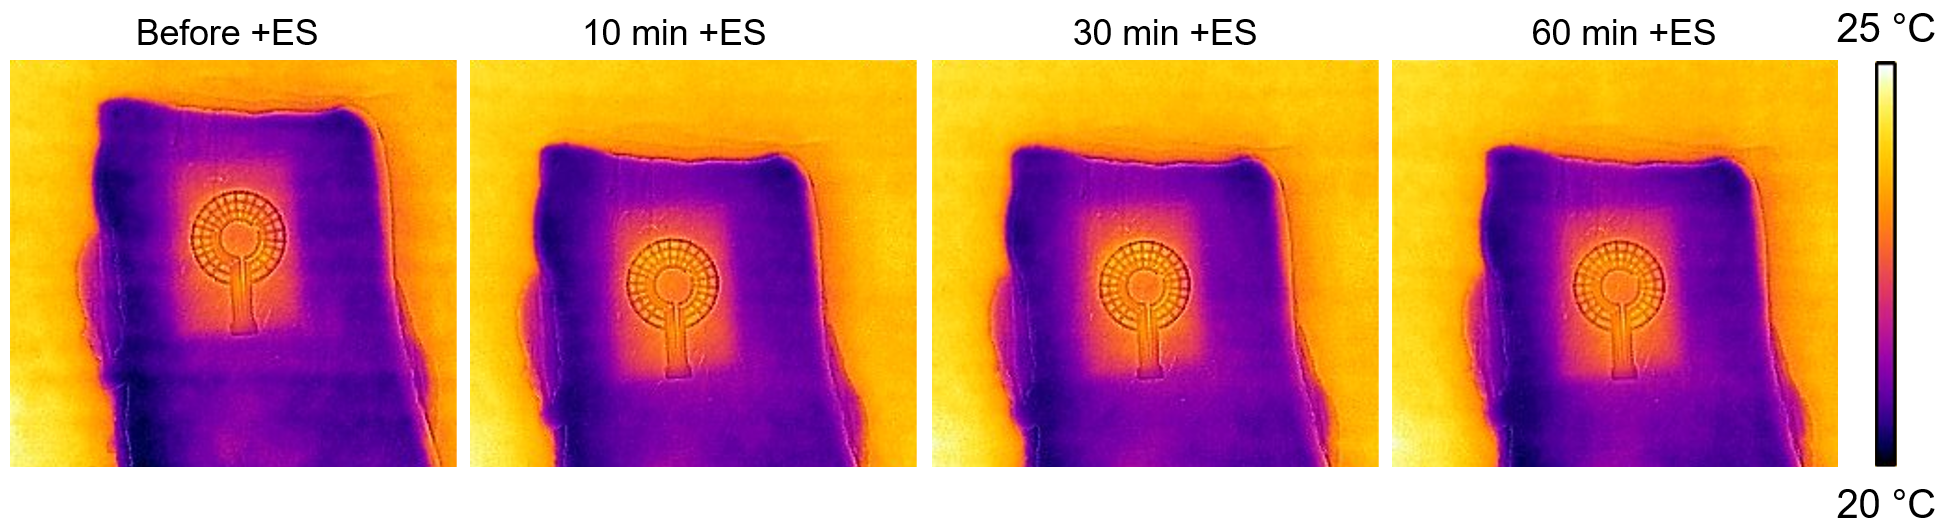 Before +ES
10 min +ES
30 min +ES
60 min +ES
25 °C
20 °C